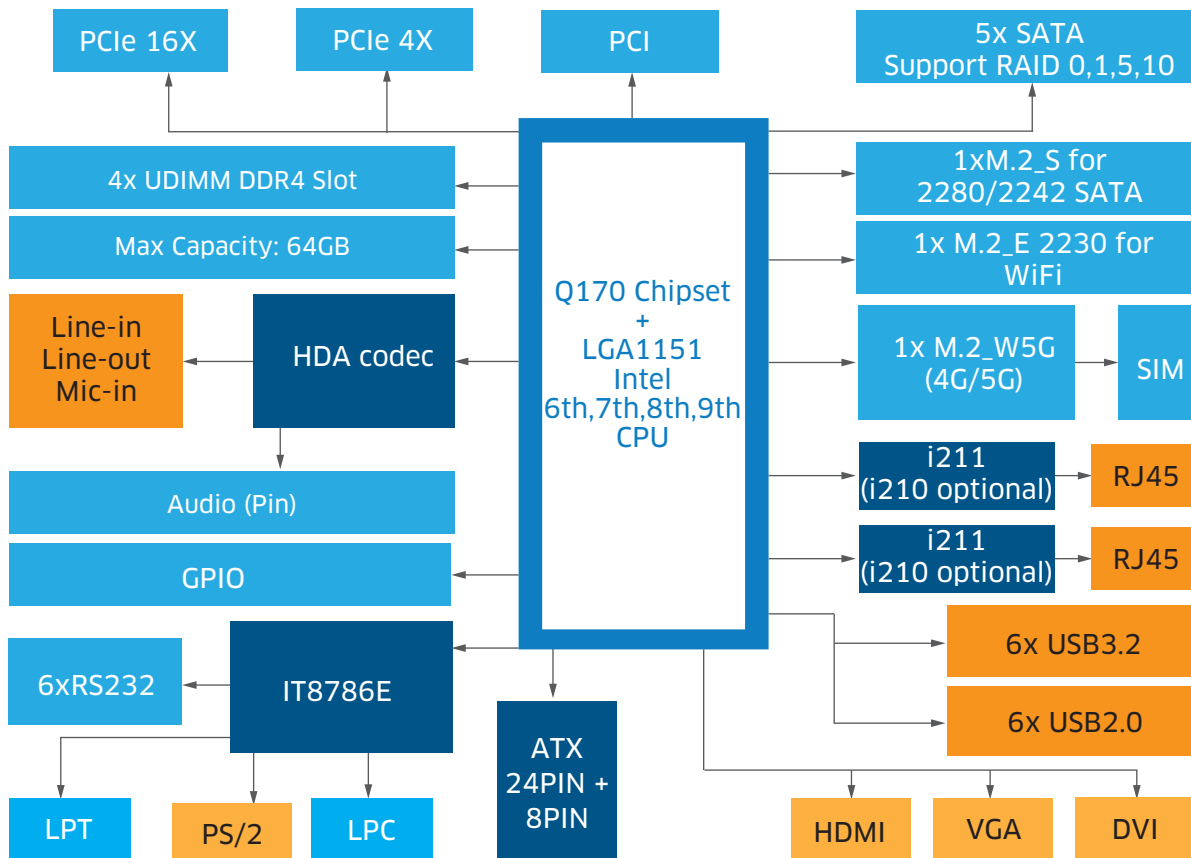 PCIe 16X
PCIe 4X
PCI
5x SATA
Support RAID 0,1,5,10
4x UDIMM DDR4 Slot
Max Capacity: 64GB
Line-in
Line-out
Mic-in
HDA codec
Audio (Pin)
GPIO
6xRS232
IT8786E
LPT
PS/2
LPC
Q170 Chipset
+
LGA1151
Intel
6th,7th,8th,9th
CPU
ATX
24PIN +
8PIN
1xM.2_S for
2280/2242 SATA
1x M.2_E 2230 for
WiFi
1x M.2_W5G
(4G/5G)
SIM
i211
(i210 optional)
RJ45
i211
(i210 optional)
RJ45
6x USB3.2
6x USB2.0
HDMI
VGA
DVI